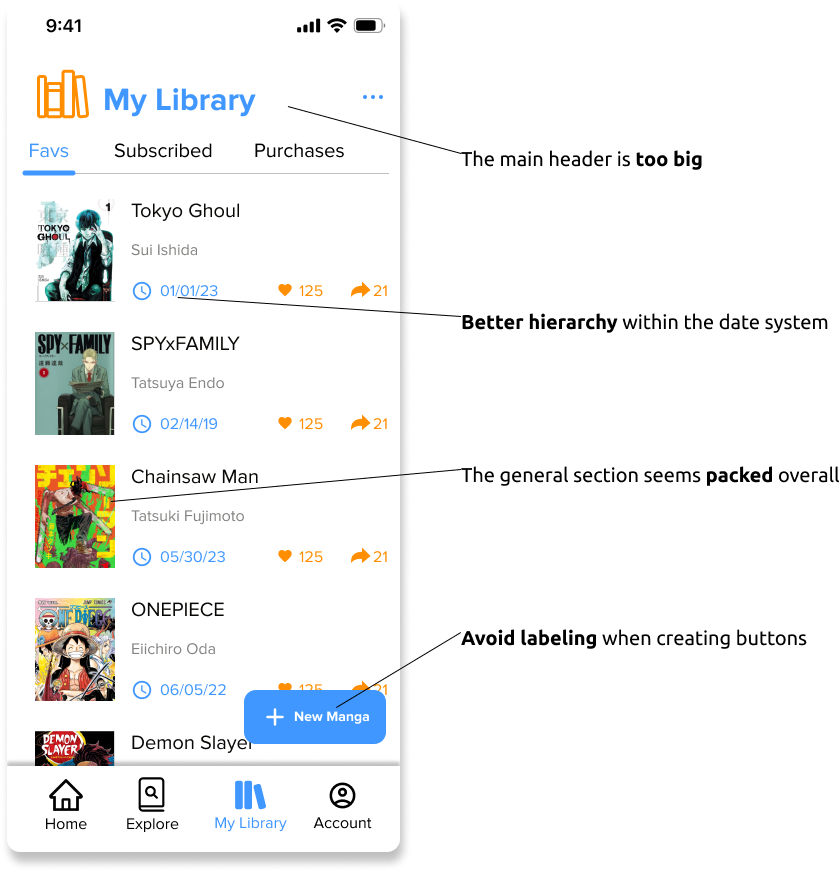 9:41
My Library
Favs Subscribed Purchases
The main header is too big
東京
TOKYO
GHOUL
1
Tokyo Ghoul
Sui Ishida
01/01/23 125 21
Better hierarchy within the date system
SPY×FAMILY
SPYxFAMILY
Tatsuya Endo
02/14/19 125 21
The general section seems packed overall
Chainsaw Man
Tatsuki Fujimoto
05/30/23 125 21
JUMP COMICS
ONEPIECE
Eiichiro Oda
06/05/22 125 21
Avoid labeling when creating buttons
New Manga
DEMON
SLAYER
Demon Slayer
Home Explore My Library Account